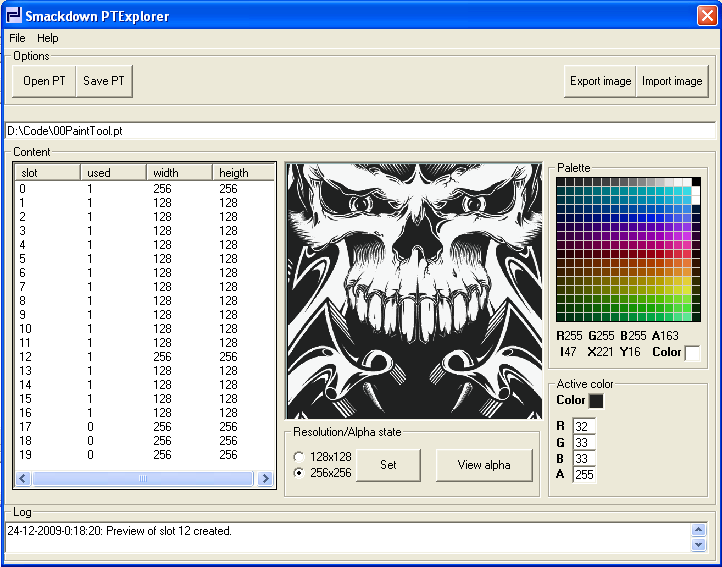 Smackdown PTExplorer
File Help
Options
Open PT Save PT Export image Import image
D:\Code\00PaintTool.pt
Content
slot used width heigth
0 1 256 256
1 1 128 128
2 1 128 128
3 1 128 128
4 1 128 128
5 1 128 128
6 1 128 128
7 1 128 128
8 1 128 128
9 1 128 128
10 1 128 128
11 1 128 128
12 1 256 256
13 1 128 128
14 1 128 128
15 1 128 128
16 1 128 128
17 0 256 256
18 0 256 256
19 0 256 256
Resolution/Alpha state
128x128
256x256
Set
View alpha
Palette
R255 G255 B255 A163
I47 X221 Y16 Color
Active color
Color
R 32
G 33
B 33
A 255
Log
24-12-2009-0:18:20: Preview of slot 12 created.